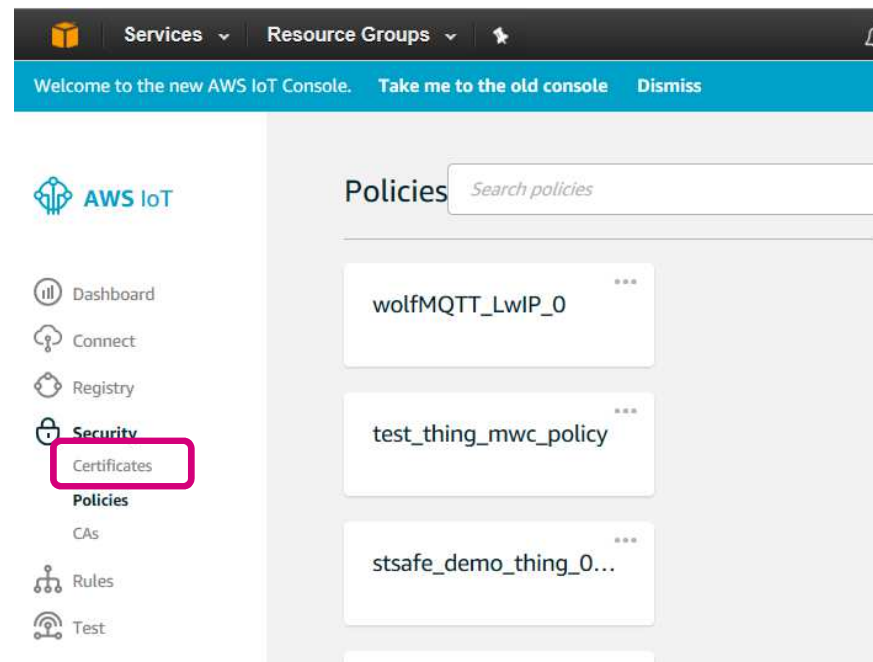 Services Resource Groups
Welcome to the new AWS IoT Console. Take me to the old console Dismiss
AWS IoT
Policies Search policies
Dashboard
Connect
Registry
Security
Certificates
Policies
CAs
Rules
Test
wolfMQTT_LwIP_0
test_thing_mwc_policy
stsafe_demo_thing_0...